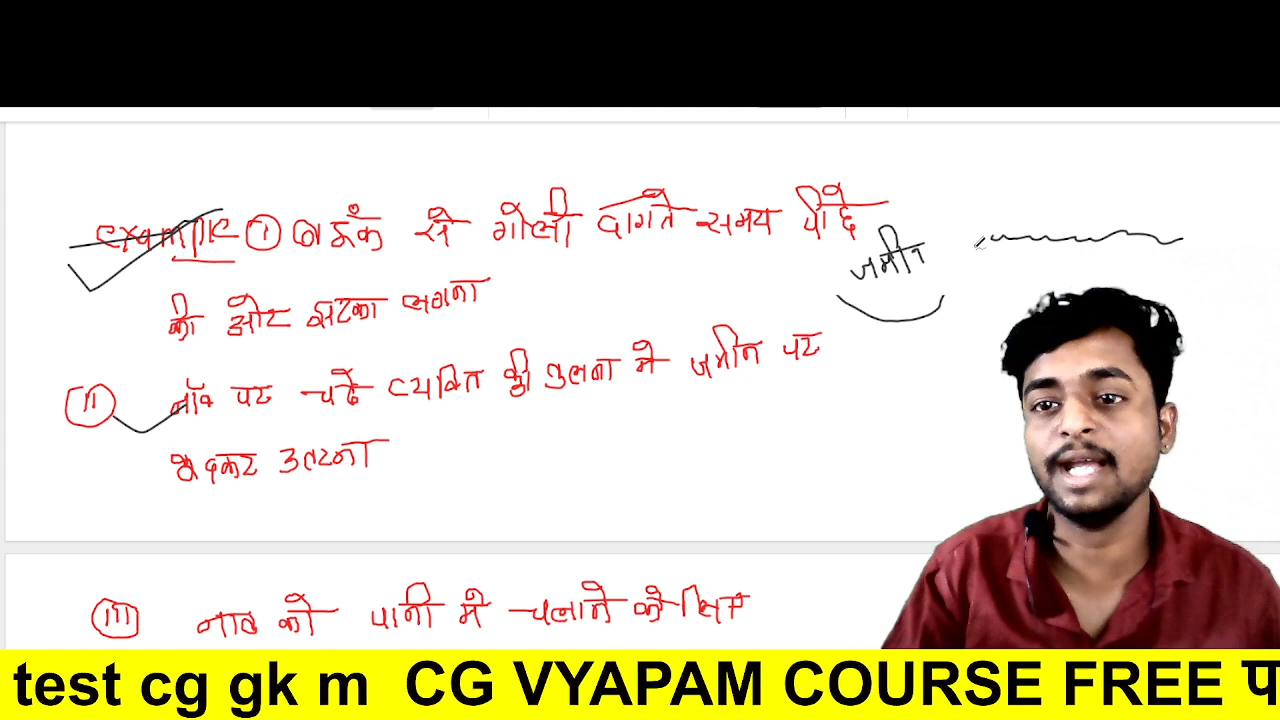 example ① बंदूक से गोली दागते समय पीछे
जमीन
की ओर झटका लगना
II नाँव पर चढे व्यक्ति की तुलना मे जमीन पर
कूदकर उतरना
III नाव को पानी मे चलाने के लिए
test cg gk m CG VYAPAM COURSE FREE प